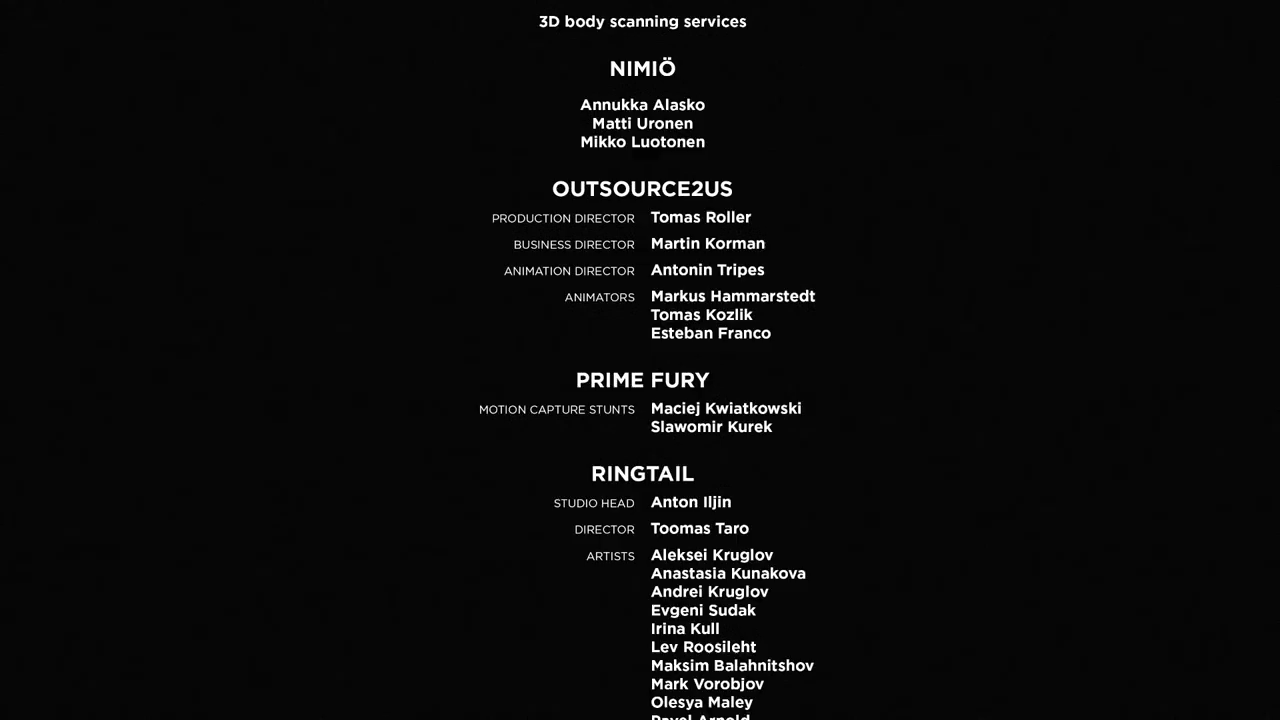 3D body scanning services
NIMIÖ
Annukka Alasko
Matti Uronen
Mikko Luotonen
OUTSOURCE2US
PRODUCTION DIRECTOR Tomas Roller
BUSINESS DIRECTOR Martin Korman
ANIMATION DIRECTOR Antonin Tripes
ANIMATORS Markus Hammarstedt
Tomas Kozlik
Esteban Franco
PRIME FURY
MOTION CAPTURE STUNTS Maciej Kwiatkowski
Slawomir Kurek
RINGTAIL
STUDIO HEAD Anton Iljin
DIRECTOR Toomas Taro
ARTISTS Aleksei Kruglov
Anastasia Kunakova
Andrei Kruglov
Evgeni Sudak
Irina Kull
Lev Roosileht
Maksim Balahnitshov
Mark Vorobjov
Olesya Maley
Pavel Arnold